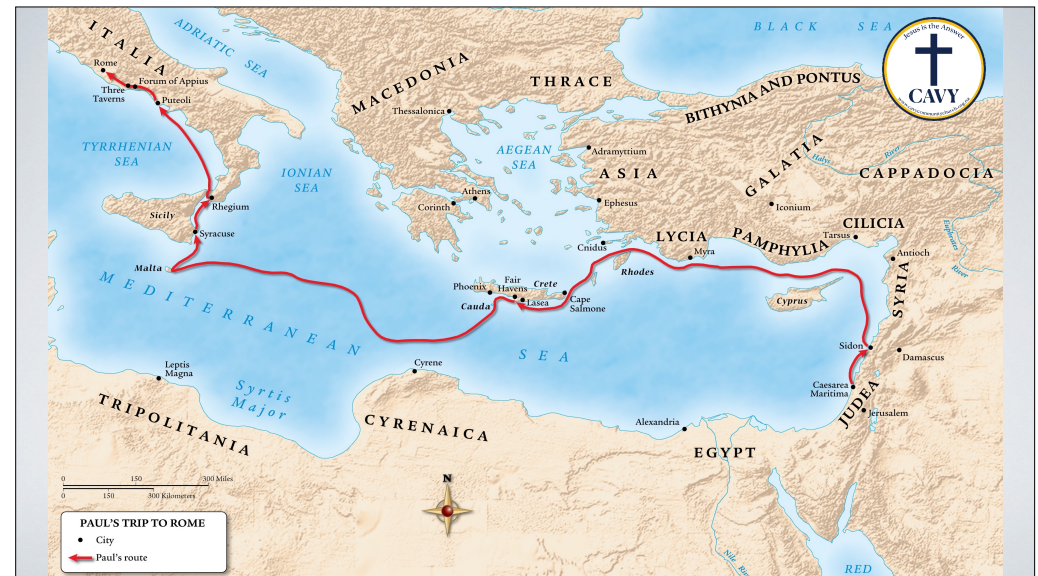 BLACK SEA
Jesus is the Answer
CAVY
ADRIATIC
SEA
ITALIA
Rome
Forum of Appius
Three
Taverns
Puteoli
MACEDONIA
THRACE
BITHYNIA AND PONTUS
Thessalonica
TYRRHENIAN
SEA
AEGEAN
SEA
Adramyttium
ASIA
GALATIA
Halys
River
CAPPADOCIA
IONIAN
SEA
Athens
Corinth
Ephesus
Iconium
Sicily
Rhegium
Syracuse
Cnidus
LYCIA
Myra
PAMPHYLIA
CILICIA
Tarsus
Euphrates
River
Antioch
SYRIA
Malta
Rhodes
Phoenix
Fair
Havens
Crete
Lasea
Cauda
Cape
Salmone
Cyprus
MEDITERRANEAN
SEA
Sidon
Damascus
Leptis
Magna
Cyrene
Syrtis
Major
Caesarea
Maritima
JUDEA
Jerusalem
TRIPOLITANIA
CYRENAICA
Alexandria
EGYPT
0 150 300 Miles
0 150 300 Kilometers
N
PAUL'S TRIP TO ROME
City
Paul's route
Nile
RED